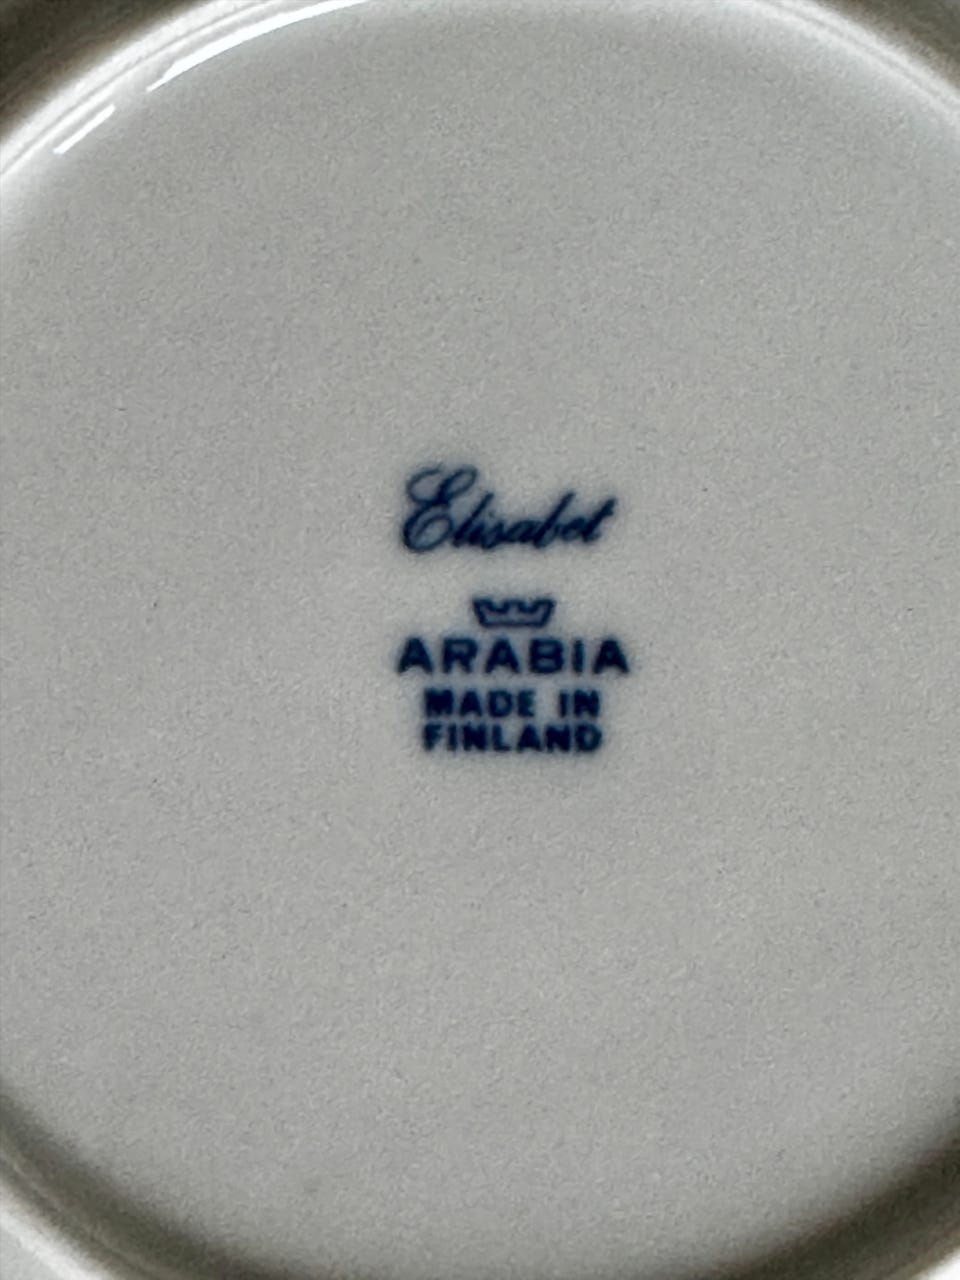 Elisabet
ARABIA
MADE IN
FINLAND